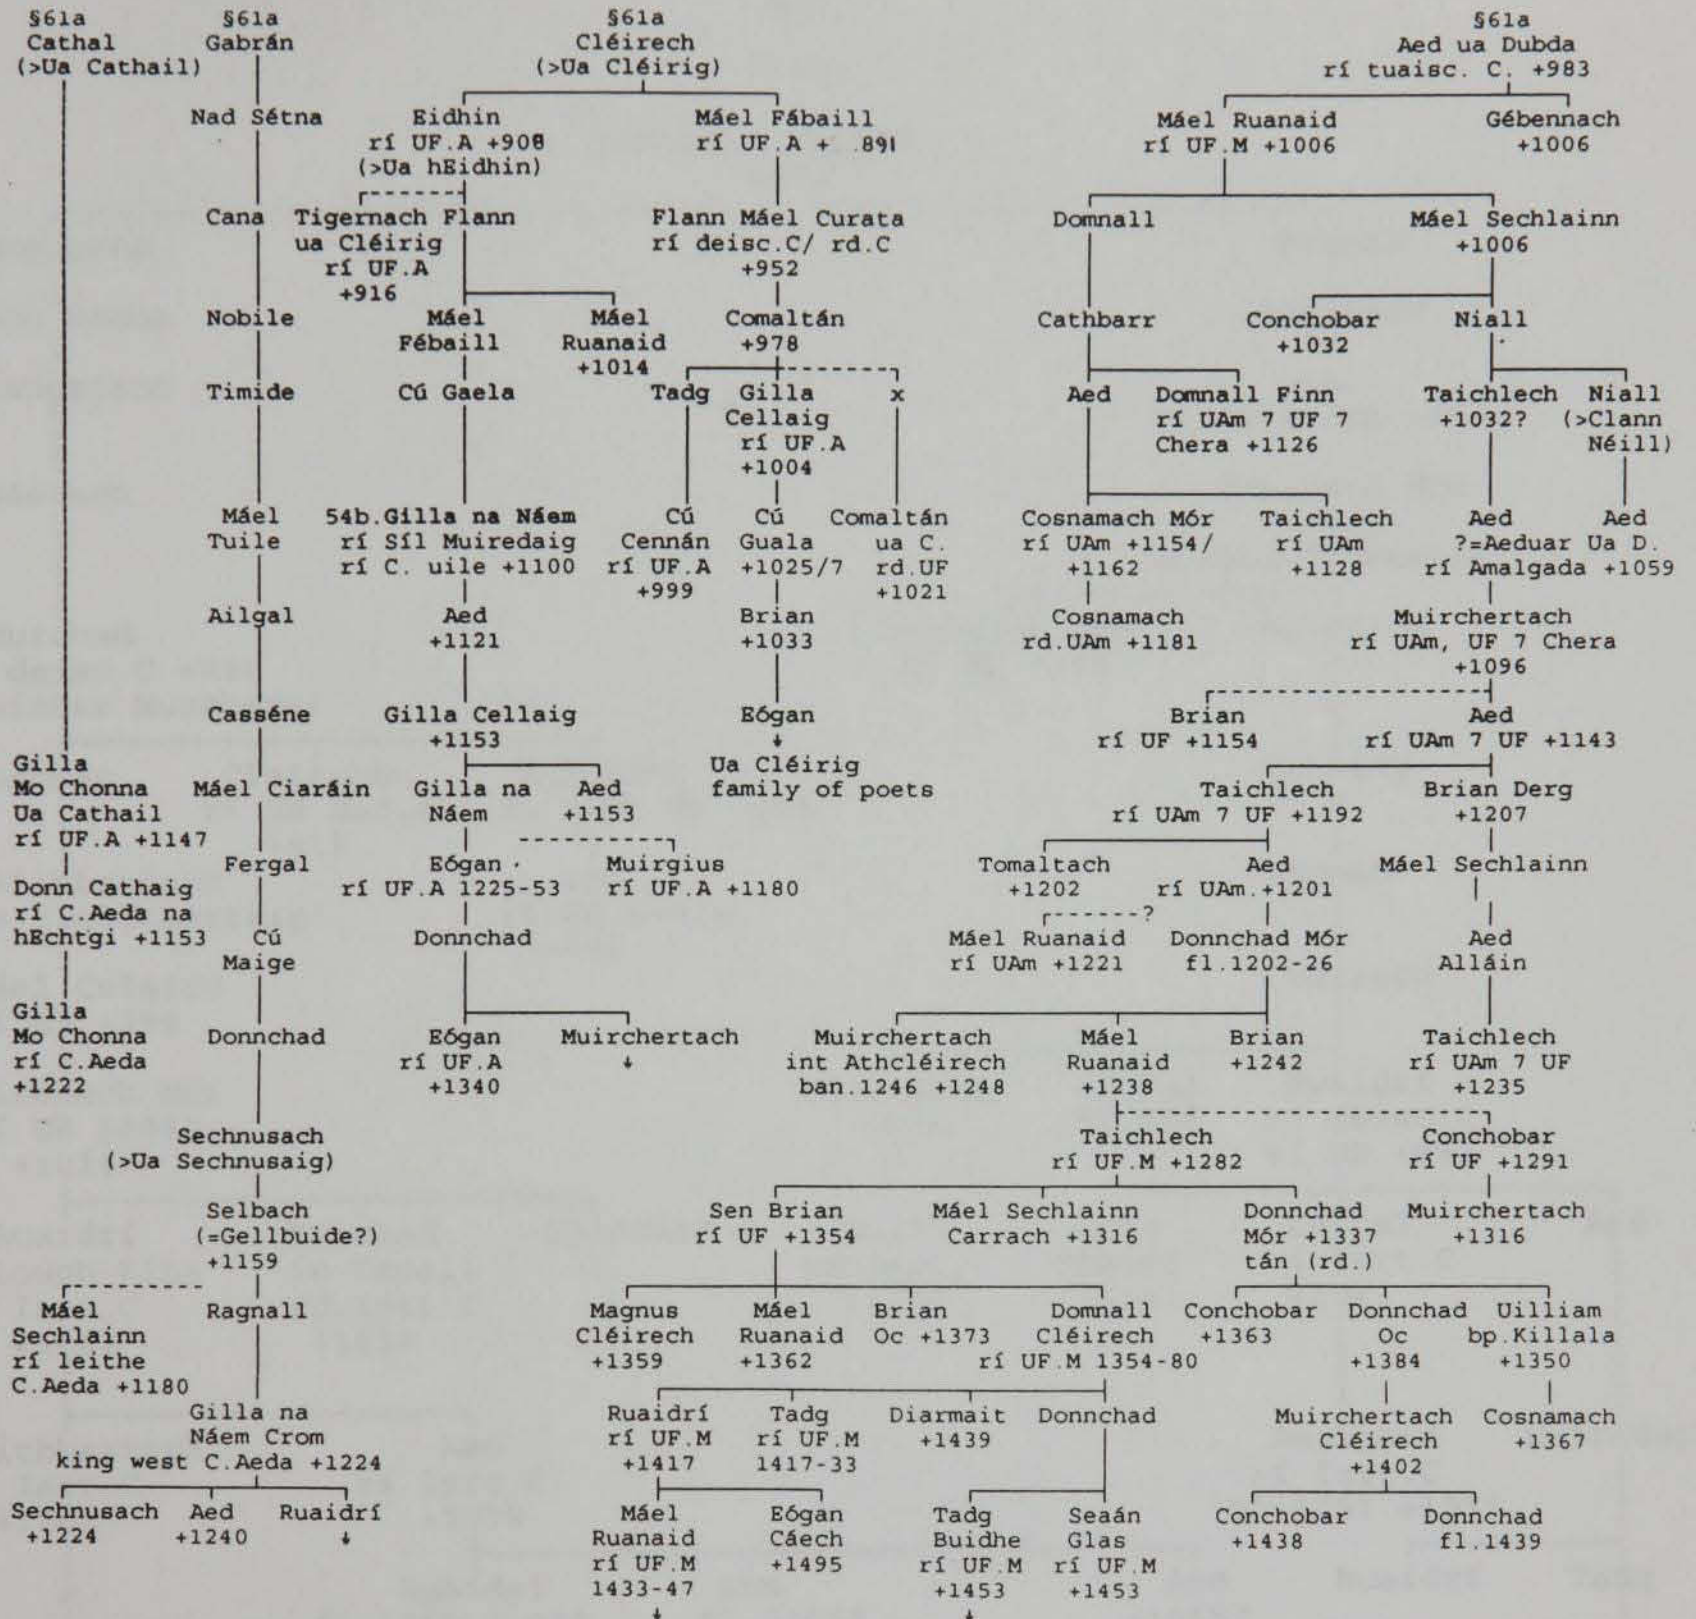 §61a §61a §61a §61a
Cathal Gabrán Cléirech Aed ua Dubda
(>Ua Cathail) (>Ua Cléirig) rí tuaisc. C. +983
Nad Sétna Eidhin Máel Fábaill Máel Ruanaid Gébennach
rí UF.A +908 rí UF.A + .891 rí UF.M +1006 +1006
(>Ua hEidhin)
Cana Tigernach Flann Flann Máel Curata Domnall Máel Sechlainn
ua Cléirig rí deisc.C/ rd.C +1006
rí UF.A +952
+916
Nobile Máel Máel Comaltán Cathbarr Conchobar Niall
Fébaill Ruanaid +978 +1032
+1014
Timide Cú Gaela Tadg Gilla x Aed Domnall Finn Taichlech Niall
Cellaig rí UAm 7 UF 7 +1032? (>Clann
rí UF.A Chera +1126 Néill)
+1004
Máel 54b.Gilla na Náem Cú Cú Comaltán Cosnamach Mór Taichlech Aed Aed
Tuile rí Síl Muiredaig Cennán Guala ua C. rí UAm +1154/ rí UAm ?=Aeduar Ua D.
rí C. uile +1100 rí UF.A +1025/7 rd.UF +1162 +1128 rí Amalgada +1059
+999 +1021
Ailgal Aed Brian Cosnamach Muirchertach
+1121 +1033 rd.UAm +1181 rí UAm, UF 7 Chera
+1096
Casséne Gilla Cellaig Eógan Brian Aed
+1153 ↓ rí UF +1154 rí UAm 7 UF +1143
Gilla Ua Cléirig
Mo Chonna Máel Ciaráin Gilla na Aed family of poets Taichlech Brian Derg
Ua Cathail Náem +1153 rí UAm 7 UF +1192 +1207
rí UF.A +1147
Fergal Eógan Muirgius Tomaltach Aed Máel Sechlainn
Donn Cathaig rí UF.A 1225-53 rí UF.A +1180 +1202 rí UAm.+1201
rí C.Aeda na ?
hEchtgi +1153 Cú Donnchad Máel Ruanaid Donnchad Mór Aed
Maige rí UAm +1221 fl.1202-26 Alláin
Gilla
Mo Chonna Donnchad Eógan Muirchertach Muirchertach Máel Brian Taichlech
rí C.Aeda rí UF.A ↓ int Athcléirech Ruanaid +1242 rí UAm 7 UF
+1222 +1340 ban.1246 +1248 +1238 +1235
Sechnusach Taichlech Conchobar
(>Ua Sechnusaig) rí UF.M +1282 rí UF +1291
Selbach Sen Brian Máel Sechlainn Donnchad Muirchertach
(=Gellbuide?) rí UF +1354 Carrach +1316 Mór +1337 +1316
+1159 tán (rd.)
Máel Ragnall Magnus Máel Brian Domnall Conchobar Donnchad Uilliam
Sechlainn Cléirech Ruanaid Oc +1373 Cléirech +1363 Oc bp.Killala
rí leithe +1359 +1362 rí UF.M 1354-80 +1384 +1350
C.Aeda +1180
Gilla na Ruaidrí Tadg Diarmait Donnchad Muirchertach Cosnamach
Náem Crom rí UF.M rí UF.M +1439 Cléirech +1367
king west C.Aeda +1224 +1417 1417-33 +1402
Sechnusach Aed Ruaidrí Máel Eógan Tadg Seaán Conchobar Donnchad
+1224 +1240 ↓ Ruanaid Cáech Buidhe Glas +1438 fl.1439
rí UF.M +1495 rí UF.M rí UF.M
1433-47 +1453 +1453
↓ ↓